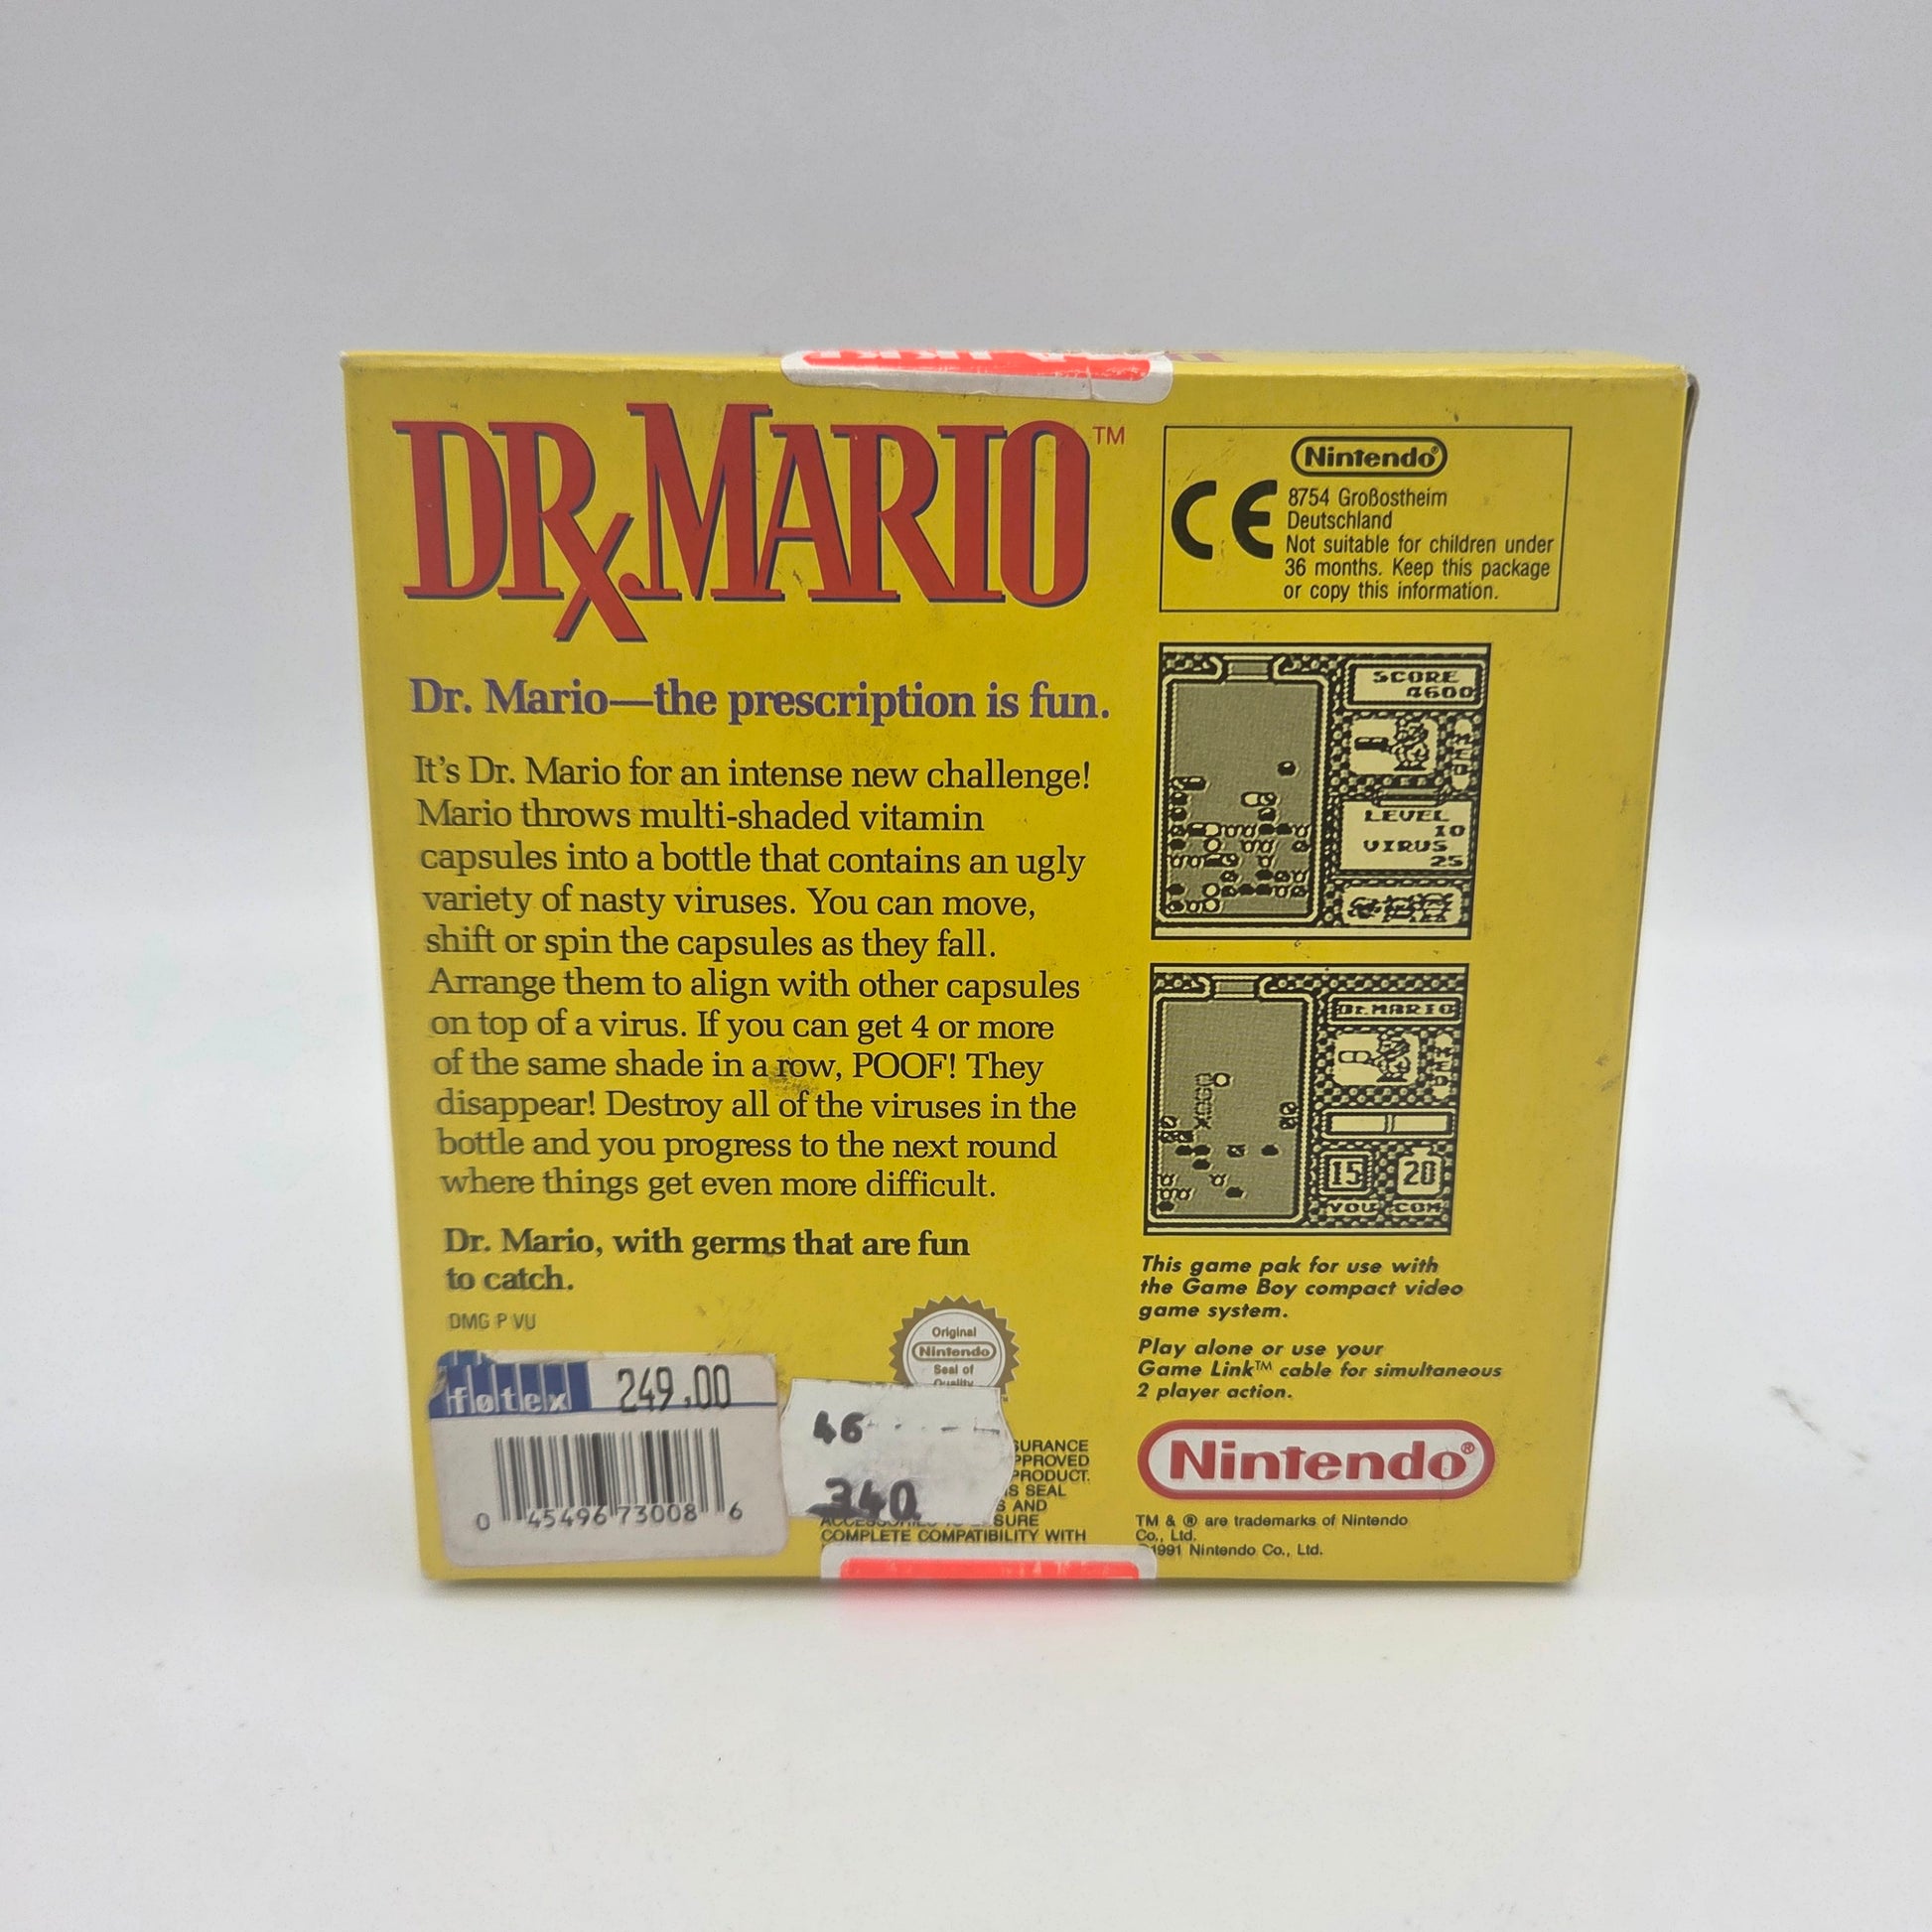 DR.MARIO™
Dr. Mario—the prescription is fun.
It's Dr. Mario for an intense new challenge!
Mario throws multi-shaded vitamin
capsules into a bottle that contains an ugly
variety of nasty viruses. You can move,
shift or spin the capsules as they fall.
Arrange them to align with other capsules
on top of a virus. If you can get 4 or more
of the same shade in a row, POOF! They
disappear! Destroy all of the viruses in the
bottle and you progress to the next round
where things get even more difficult.
Dr. Mario, with germs that are fun
to catch.
DMG P VU
føtex 249.00
0 45496 73008 6
Original
Nintendo
Seal of
Quality
46
340
SEAL
AND
COMPLETE COMPATIBILITY WITH
Nintendo®
CE
8754 Großostheim
Deutschland
Not suitable for children under
36 months. Keep this package
or copy this information.
SCORE
4600
LEVEL
10
VIRUS
25
Dr.MARIO
15 20
YOU COM
This game pak for use with
the Game Boy compact video
game system.
Play alone or use your
Game Link™ cable for simultaneous
2 player action.
Nintendo®
TM & ® are trademarks of Nintendo
Co., Ltd.
©1991 Nintendo Co., Ltd.